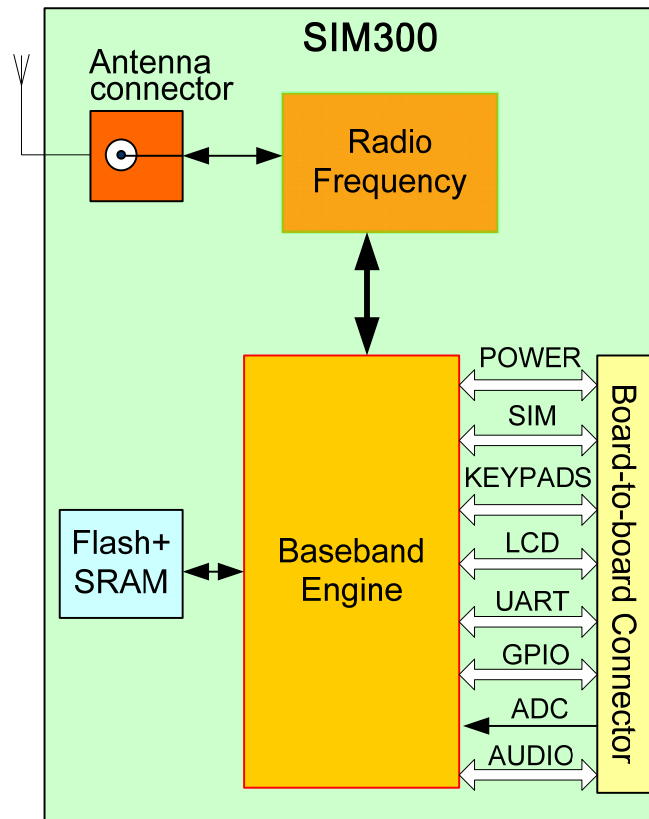 SIM300
Antenna
connector
Radio
Frequency
POWER
SIM
KEYPADS
LCD
UART
GPIO
ADC
AUDIO
Board-to-board Connector
Flash+
SRAM
Baseband
Engine